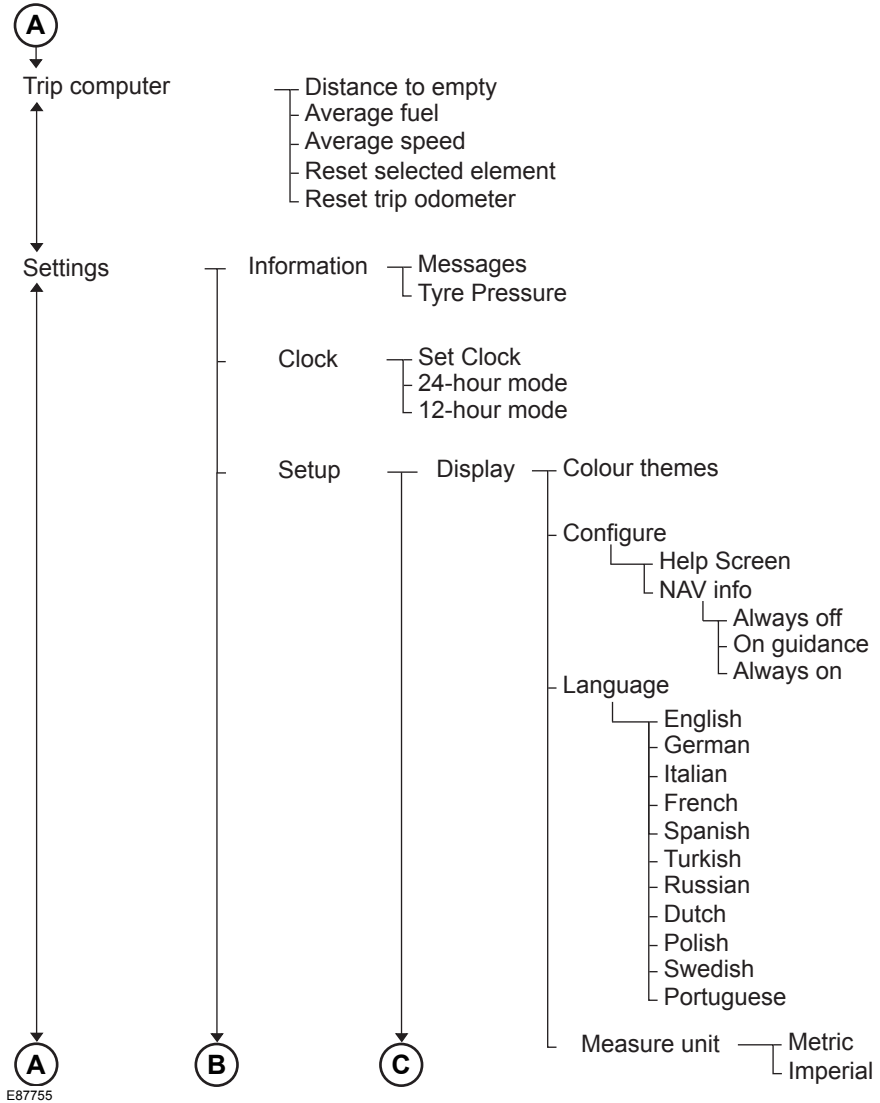 A
Trip computer
Distance to empty
Average fuel
Average speed
Reset selected element
Reset trip odometer
Settings
Information
Messages
Tyre Pressure
Clock
Set Clock
24-hour mode
12-hour mode
Setup
Display
Colour themes
Configure
Help Screen
NAV info
Always off
On guidance
Always on
Language
English
German
Italian
French
Spanish
Turkish
Russian
Dutch
Polish
Swedish
Portuguese
Measure unit
Metric
Imperial
A
B
C
E87755